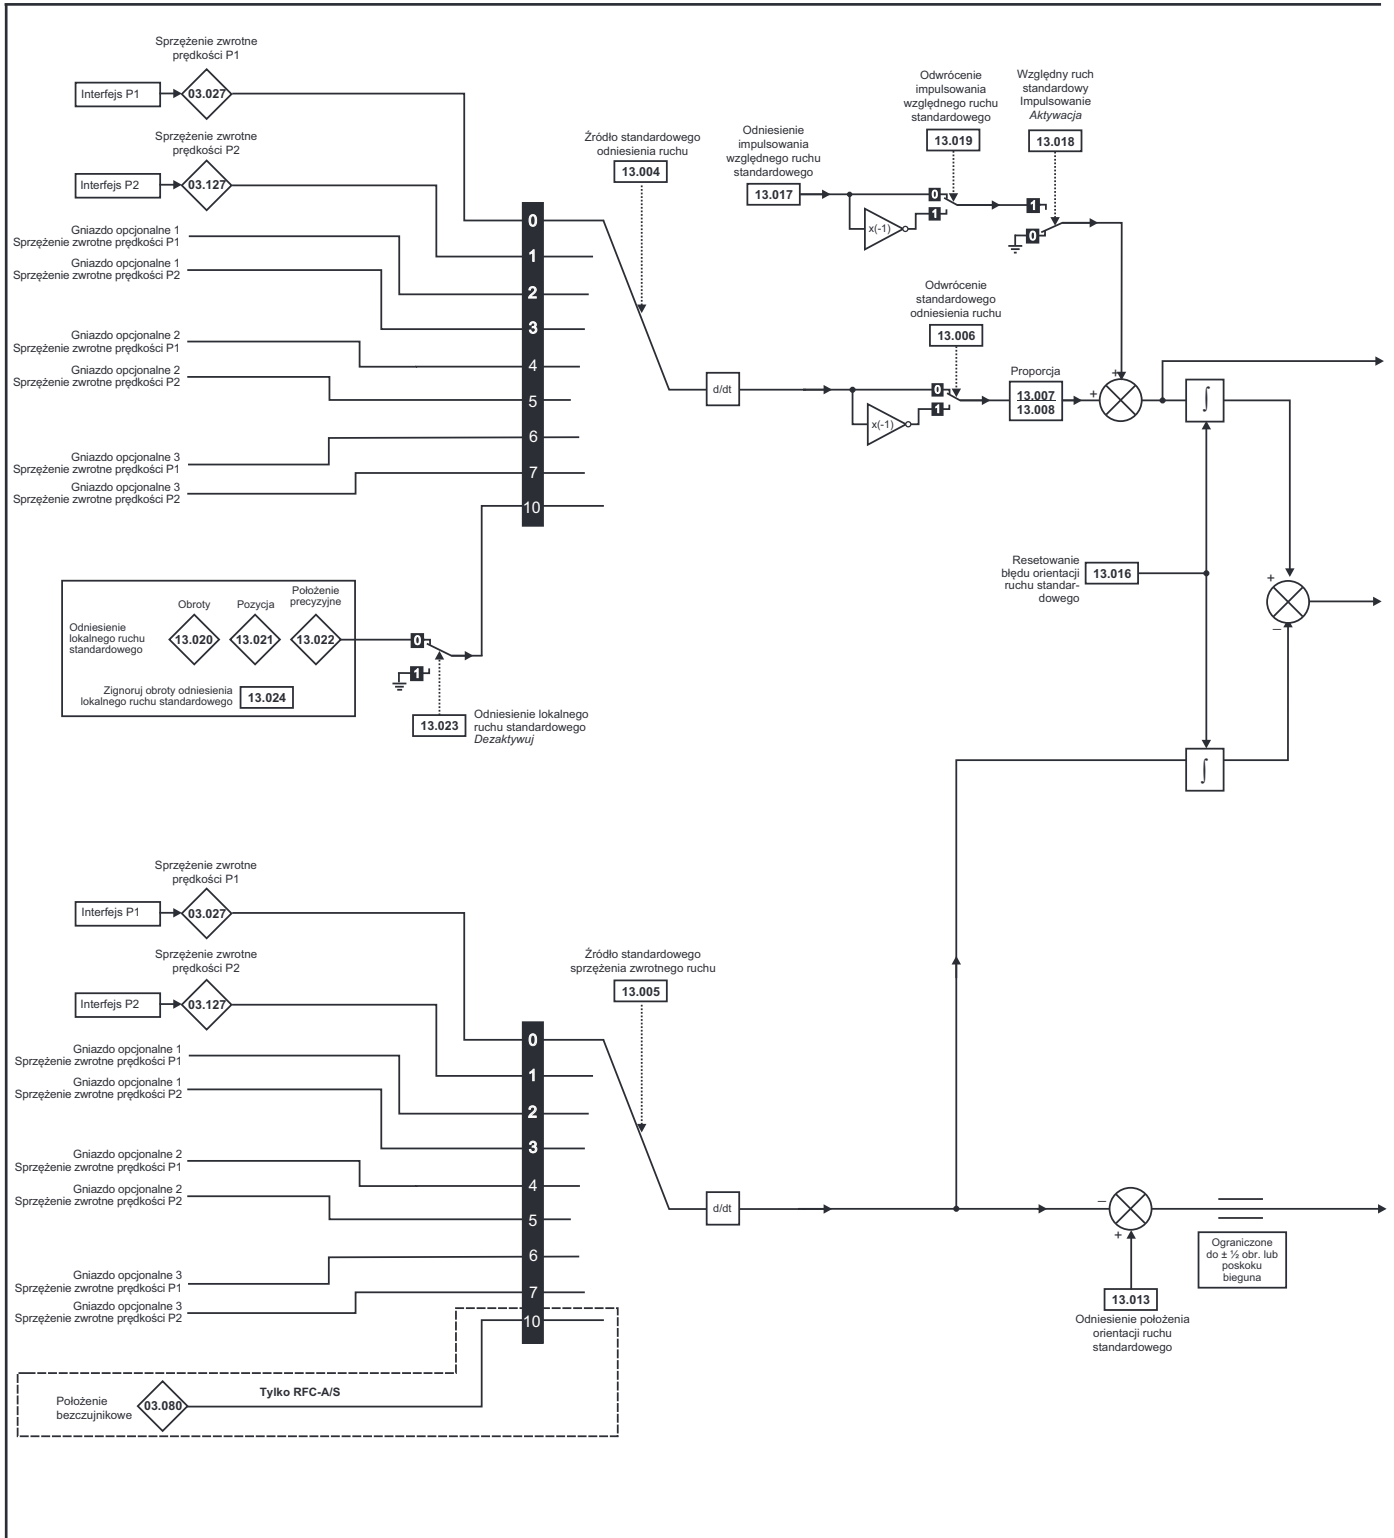 Sprzężenie zwrotne
prędkości P1
Interfejs P1
03.027
Sprzężenie zwrotne
prędkości P2
Interfejs P2
03.127
Gniazdo opcjonalne 1
Sprzężenie zwrotne prędkości P1
Gniazdo opcjonalne 1
Sprzężenie zwrotne prędkości P2
Gniazdo opcjonalne 2
Sprzężenie zwrotne prędkości P1
Gniazdo opcjonalne 2
Sprzężenie zwrotne prędkości P2
Gniazdo opcjonalne 3
Sprzężenie zwrotne prędkości P1
Gniazdo opcjonalne 3
Sprzężenie zwrotne prędkości P2
0
1
2
3
4
5
6
7
10
Źródło standardowego
odniesienia ruchu
13.004
d/dt
Odniesienie
impulsowania
względnego ruchu
standardowego
13.017
x(-1)
Odwrócenie
impulsowania
względnego ruchu
standardowego
13.019
0
1
Względny ruch
standardowy
Impulsowanie
Aktywacja
13.018
1
0
Odwrócenie
standardowego
odniesienia ruchu
13.006
0
1
x(-1)
Proporcja
13.007
13.008
+
+
∫
Resetowanie
błędu orientacji
ruchu standar-
dowego
13.016
+
–
∫
Odniesienie
lokalnego ruchu
standardowego
Obroty
13.020
Pozycja
13.021
Położenie
precyzyjne
13.022
Zignoruj obroty odniesienia
lokalnego ruchu standardowego
13.024
0
1
13.023
Odniesienie lokalnego
ruchu standardowego
Dezaktywuj
Sprzężenie zwrotne
prędkości P1
Interfejs P1
03.027
Sprzężenie zwrotne
prędkości P2
Interfejs P2
03.127
Gniazdo opcjonalne 1
Sprzężenie zwrotne prędkości P1
Gniazdo opcjonalne 1
Sprzężenie zwrotne prędkości P2
Gniazdo opcjonalne 2
Sprzężenie zwrotne prędkości P1
Gniazdo opcjonalne 2
Sprzężenie zwrotne prędkości P2
Gniazdo opcjonalne 3
Sprzężenie zwrotne prędkości P1
Gniazdo opcjonalne 3
Sprzężenie zwrotne prędkości P2
0
1
2
3
4
5
6
7
10
Źródło standardowego
sprzężenia zwrotnego ruchu
13.005
d/dt
–
+
13.013
Odniesienie położenia
orientacji ruchu
standardowego
Ograniczone
do ± ½ obr. lub
poskoku
bieguna
Tylko RFC-A/S
Położenie
bezczujnikowe
03.080